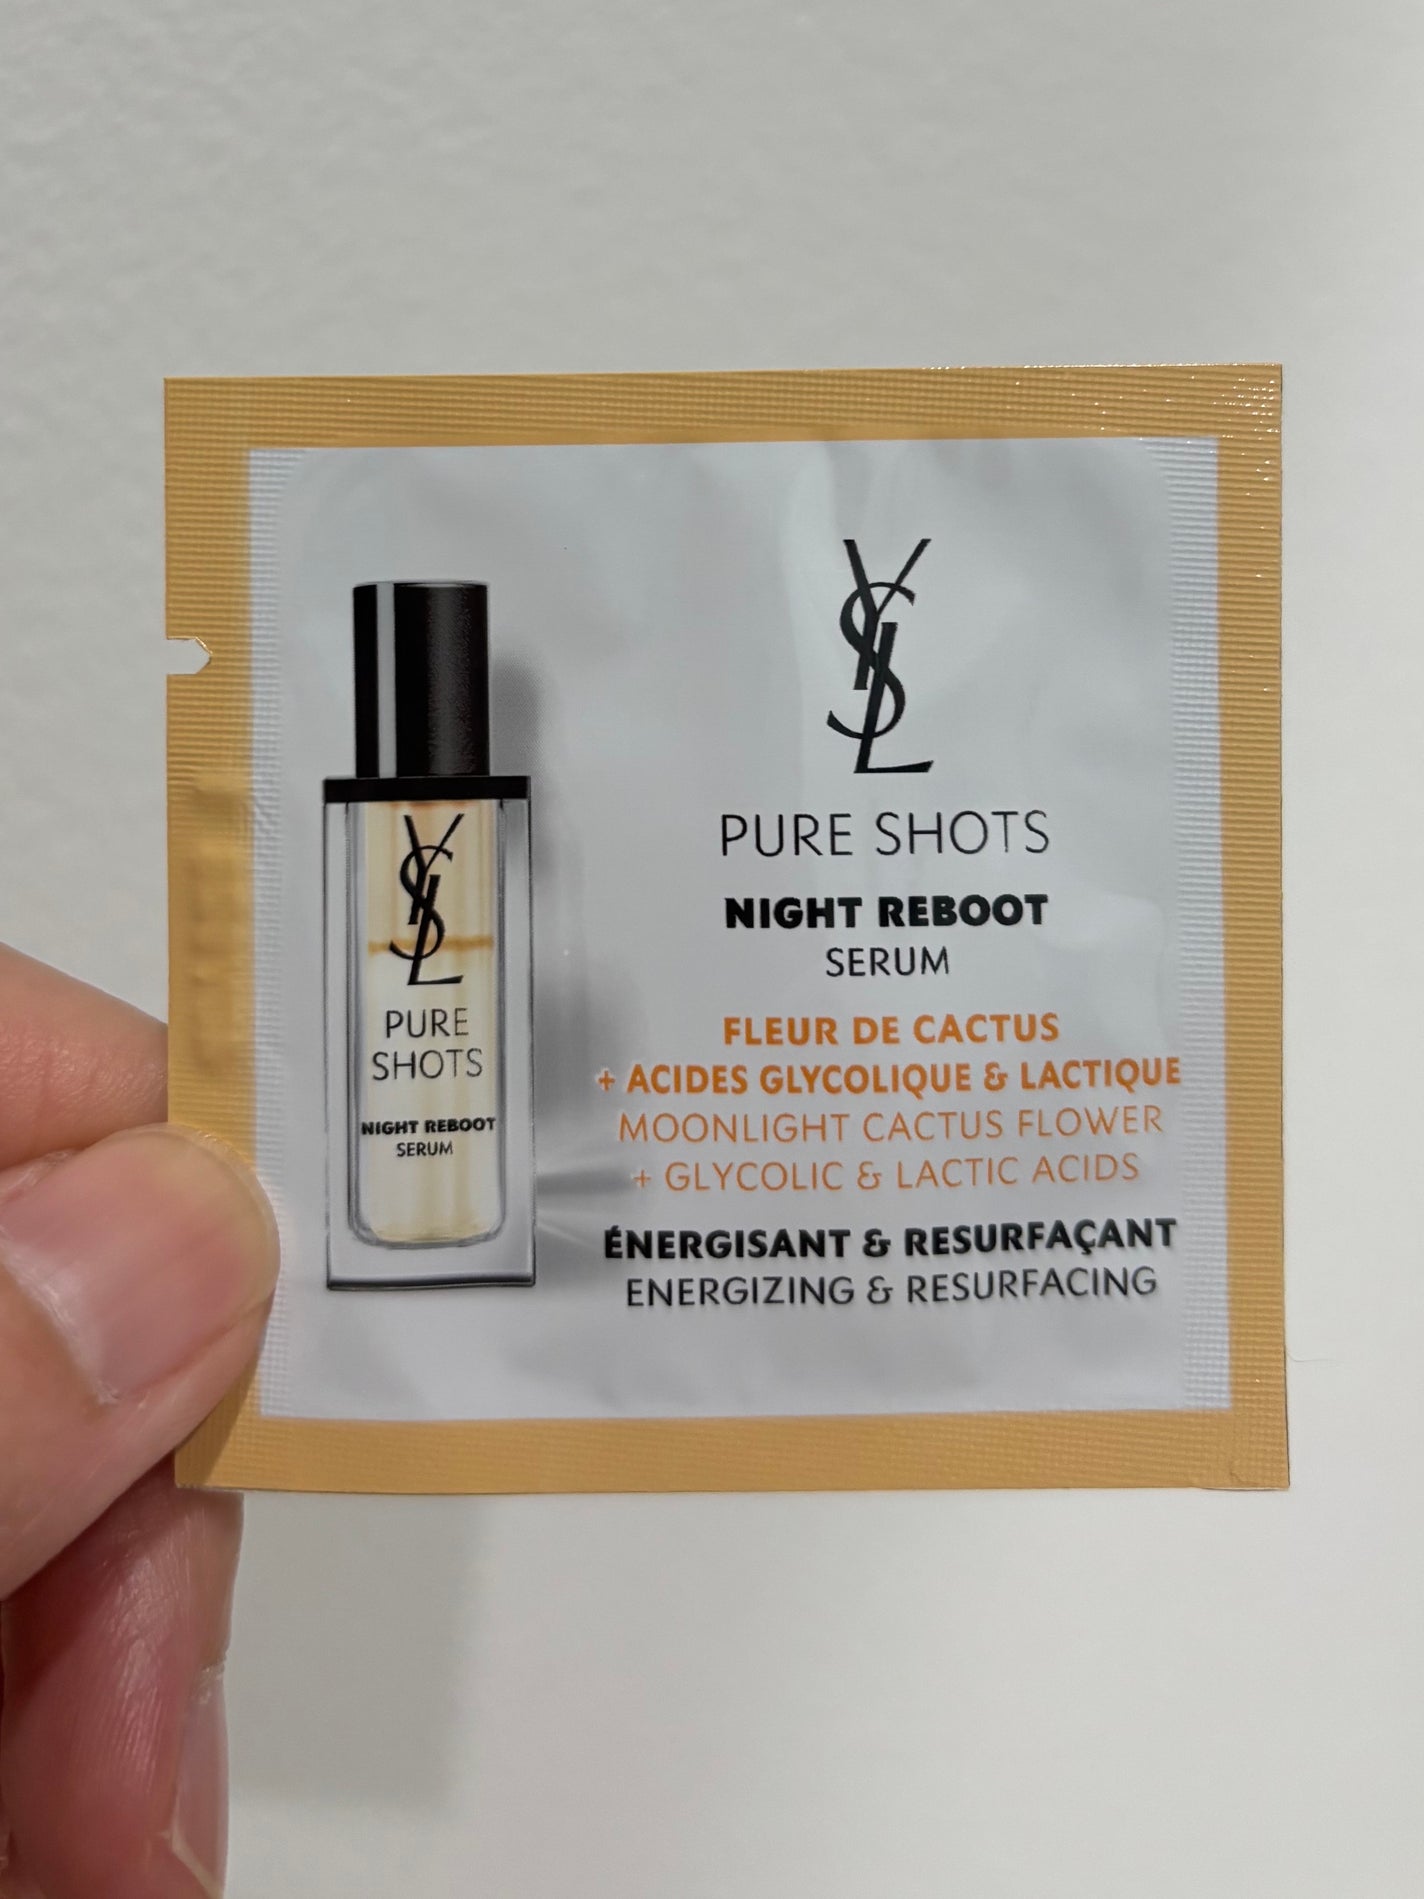 YSL
PURE
SHOTS
NIGHT REBOOT
SERUM
YSL
PURE SHOTS
NIGHT REBOOT
SERUM
FLEUR DE CACTUS
+ ACIDES GLYCOLIQUE & LACTIQUE
MOONLIGHT CACTUS FLOWER
+ GLYCOLIC & LACTIC ACIDS
ÉNERGISANT & RESURFAÇANT
ENERGIZING & RESURFACING